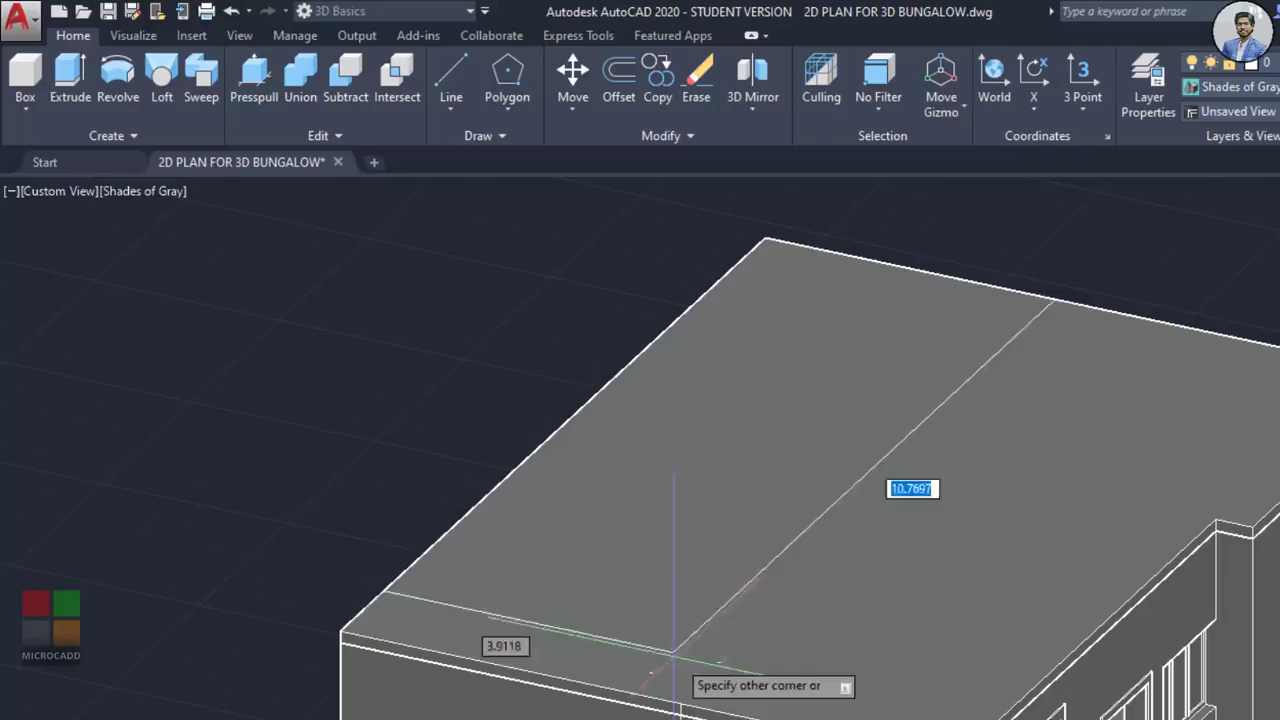 3D Basics
Autodesk AutoCAD 2020 - STUDENT VERSION
2D PLAN FOR 3D BUNGALOW.dwg
Type a keyword or phrase
Home
Visualize
Insert
View
Manage
Output
Add-ins
Collaborate
Express Tools
Featured Apps
0
Shades of Gray
Unsaved View
Box
Extrude
Revolve
Loft
Sweep
Presspull
Union
Subtract
Intersect
Line
Polygon
Move
Offset
Copy
Erase
3D Mirror
Culling
No Filter
Move
Gizmo
World
X
3 Point
Layer
Properties
Create
Edit
Draw
Modify
Selection
Coordinates
Layers & View
Start
2D PLAN FOR 3D BUNGALOW*
[−][Custom View][Shades of Gray]
10.7697
3.9118
Specify other corner or
MICROCADD